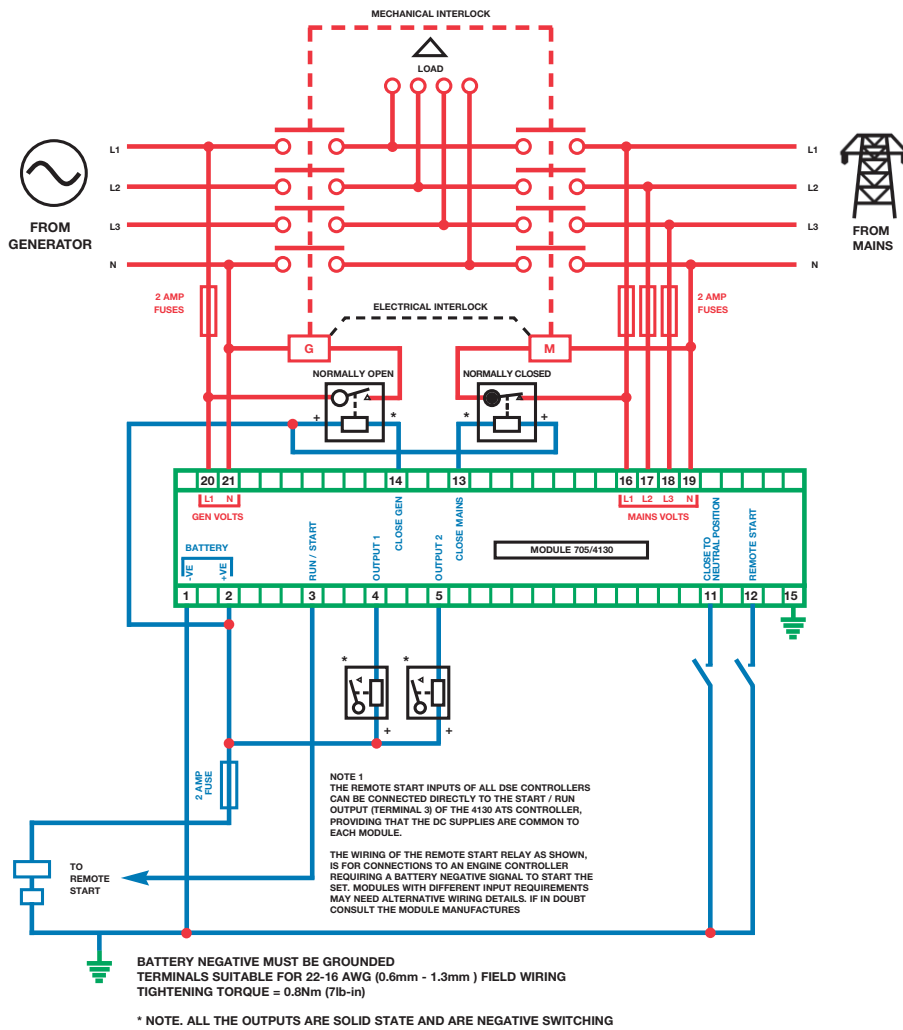 MECHANICAL INTERLOCK
LOAD
L1
L1
L2
L2
FROM
GENERATOR
L3
L3
FROM
MAINS
N
N
2 AMP
FUSES
2 AMP
FUSES
ELECTRICAL INTERLOCK
G
M
NORMALLY OPEN
NORMALLY CLOSED
+
*
*
+
20
21
14
13
16
17
18
19
L1
N
L1
L2
L3
N
GEN VOLTS
MAINS VOLTS
CLOSE GEN
CLOSE MAINS
BATTERY
-VE
+VE
RUN / START
OUTPUT 1
OUTPUT 2
MODULE 705/4130
CLOSE TO
NEUTRAL POSITION
REMOTE START
1
2
3
4
5
11
12
15
*
*
+
+
2 AMP
FUSE
NOTE 1
THE REMOTE START INPUTS OF ALL DSE CONTROLLERS
CAN BE CONNECTED DIRECTLY TO THE START / RUN
OUTPUT (TERMINAL 3) OF THE 4130 ATS CONTROLLER,
PROVIDING THAT THE DC SUPPLIES ARE COMMON TO
EACH MODULE.
THE WIRING OF THE REMOTE START RELAY AS SHOWN,
IS FOR CONNECTIONS TO AN ENGINE CONTROLLER
REQUIRING A BATTERY NEGATIVE SIGNAL TO START THE
SET. MODULES WITH DIFFERENT INPUT REQUIREMENTS
MAY NEED ALTERNATIVE WIRING DETAILS. IF IN DOUBT
CONSULT THE MODULE MANUFACTURES
TO
REMOTE
START
BATTERY NEGATIVE MUST BE GROUNDED
TERMINALS SUITABLE FOR 22-16 AWG (0.6mm - 1.3mm ) FIELD WIRING
TIGHTENING TORQUE = 0.8Nm (7lb-in)
* NOTE. ALL THE OUTPUTS ARE SOLID STATE AND ARE NEGATIVE SWITCHING